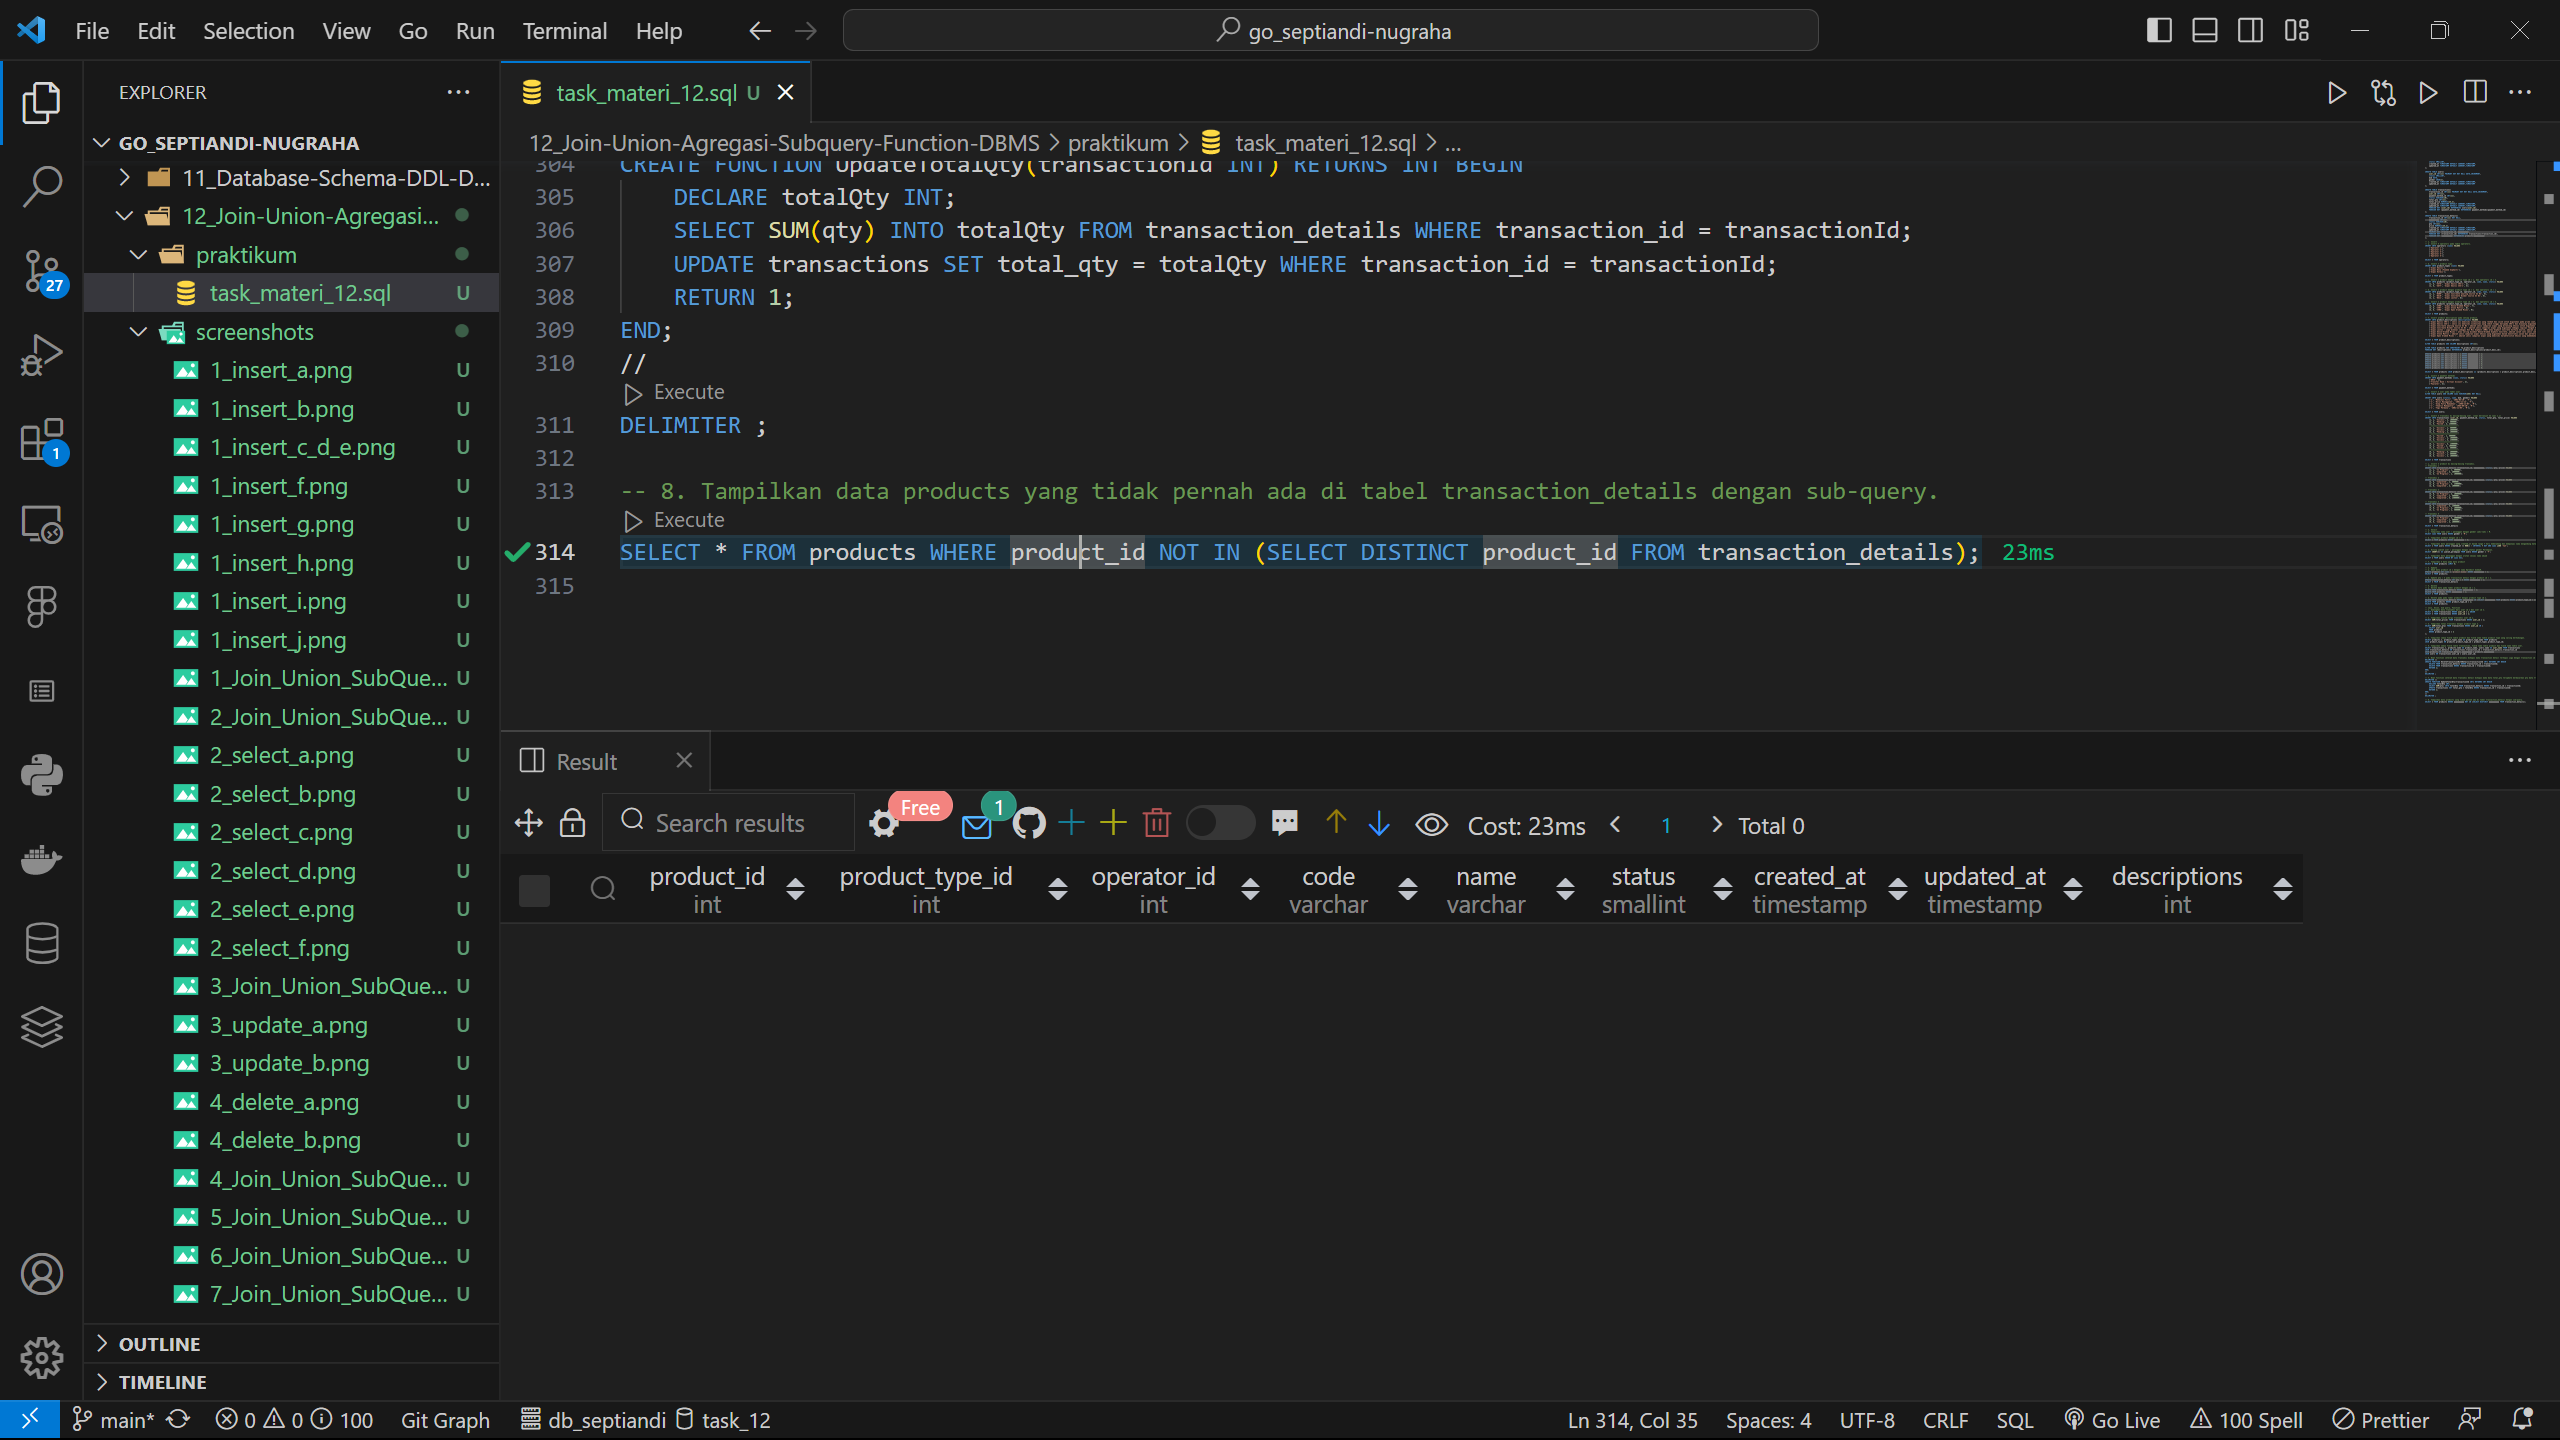 File Edit Selection View Go Run Terminal Help
go_septiandi-nugraha
EXPLORER
GO_SEPTIANDI-NUGRAHA
11_Database-Schema-DDL-D...
12_Join-Union-Agregasi...
praktikum
task_materi_12.sql U
screenshots
1_insert_a.png U
1_insert_b.png U
1_insert_c_d_e.png U
1_insert_f.png U
1_insert_g.png U
1_insert_h.png U
1_insert_i.png U
1_insert_j.png U
1_Join_Union_SubQue... U
2_Join_Union_SubQue... U
2_select_a.png U
2_select_b.png U
2_select_c.png U
2_select_d.png U
2_select_e.png U
2_select_f.png U
3_Join_Union_SubQue... U
3_update_a.png U
3_update_b.png U
4_delete_a.png U
4_delete_b.png U
4_Join_Union_SubQue... U
5_Join_Union_SubQue... U
6_Join_Union_SubQue... U
7_Join_Union_SubQue... U
OUTLINE
TIMELINE
27
1
task_materi_12.sql U
12_Join-Union-Agregasi-Subquery-Function-DBMS > praktikum > task_materi_12.sql > ...
304 CREATE FUNCTION UpdateTotalQty(transactionId INT) RETURNS INT BEGIN
305 DECLARE totalQty INT;
306 SELECT SUM(qty) INTO totalQty FROM transaction_details WHERE transaction_id = transactionId;
307 UPDATE transactions SET total_qty = totalQty WHERE transaction_id = transactionId;
308 RETURN 1;
309 END;
310 //
Execute
311 DELIMITER ;
312
313 -- 8. Tampilkan data products yang tidak pernah ada di tabel transaction_details dengan sub-query.
Execute
314 SELECT * FROM products WHERE product_id NOT IN (SELECT DISTINCT product_id FROM transaction_details); 23ms
315
Result
Search results Free 1 Cost: 23ms < 1 > Total 0
product_id product_type_id operator_id code name status created_at updated_at descriptions
int int int varchar varchar smallint timestamp timestamp int
main* 0 0 100 Git Graph db_septiandi task_12 Ln 314, Col 35 Spaces: 4 UTF-8 CRLF SQL Go Live 100 Spell Prettier